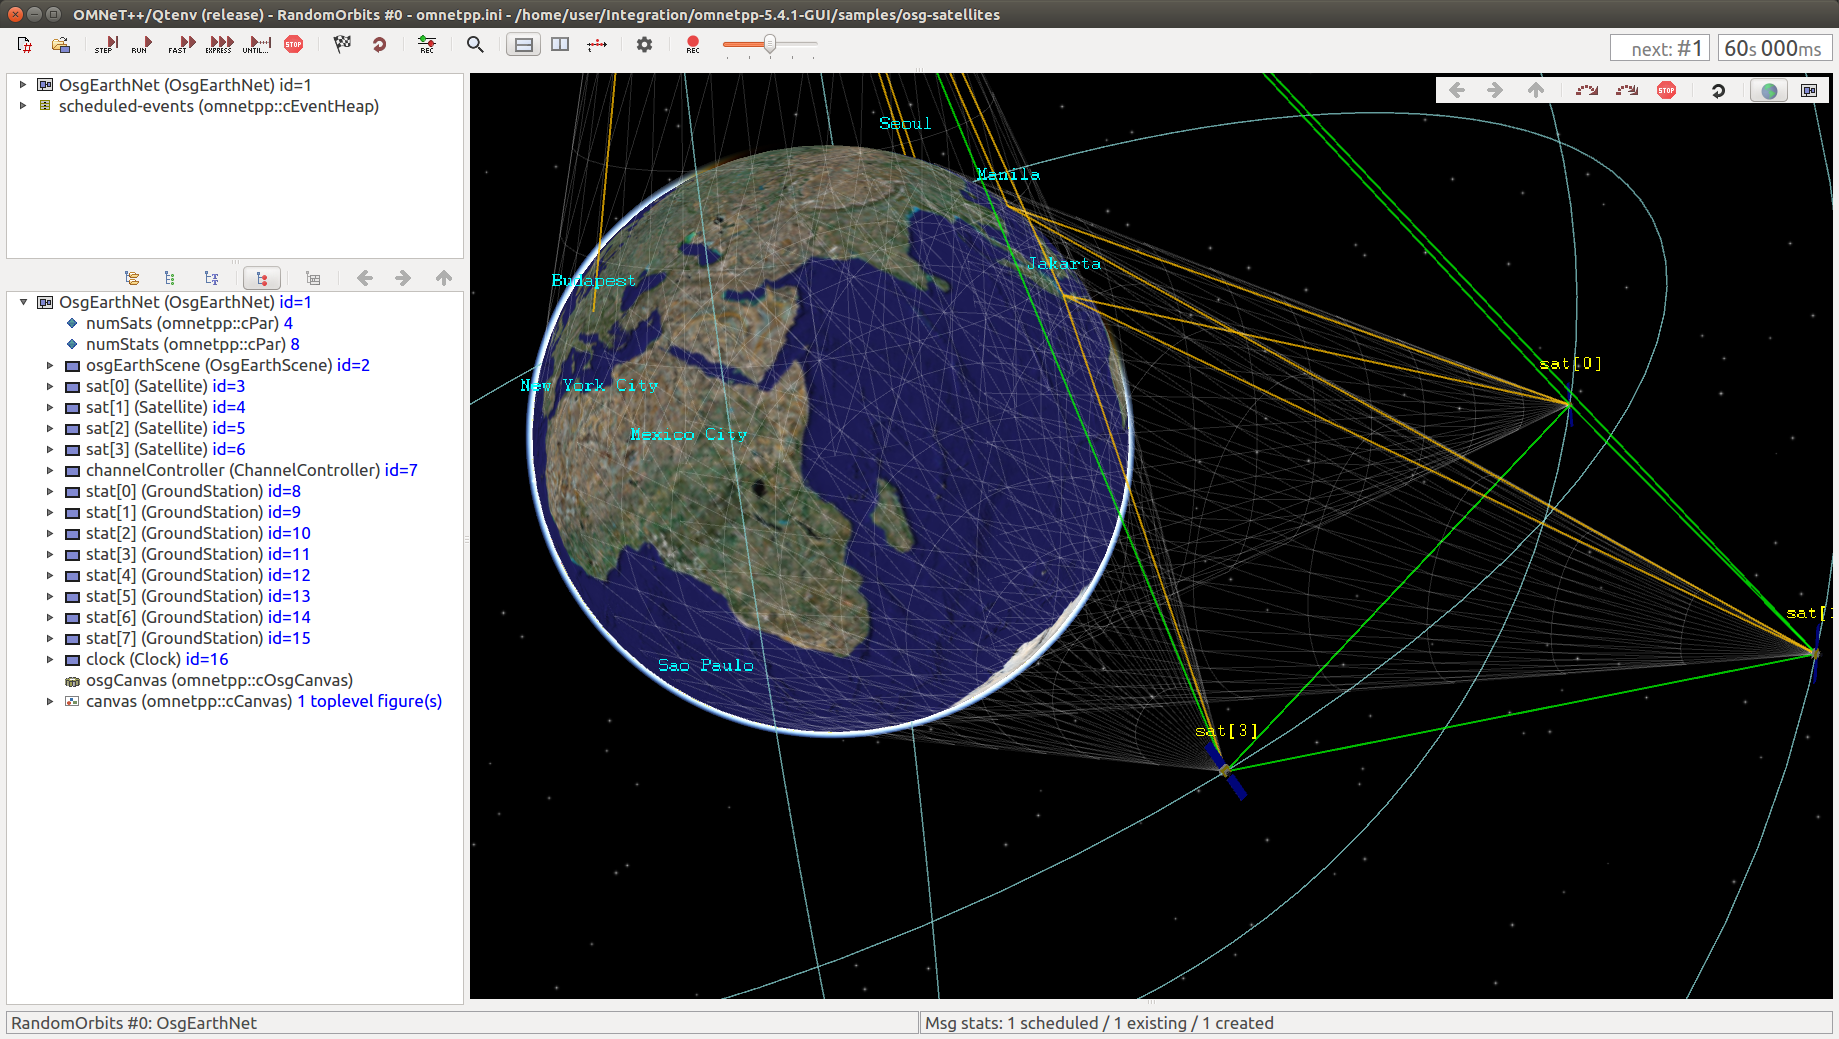 OMNeT++/Qtenv (release) - RandomOrbits #0 - omnetpp.ini - /home/user/Integration/omnetpp-5.4.1-GUI/samples/osg-satellites
STEP RUN FAST EXPRESS UNTIL... STOP REC REC
next: #1 60s 000ms
OsgEarthNet (OsgEarthNet) id=1
scheduled-events (omnetpp::cEventHeap)
OsgEarthNet (OsgEarthNet) id=1
numSats (omnetpp::cPar) 4
numStats (omnetpp::cPar) 8
osgEarthScene (OsgEarthScene) id=2
sat[0] (Satellite) id=3
sat[1] (Satellite) id=4
sat[2] (Satellite) id=5
sat[3] (Satellite) id=6
channelController (ChannelController) id=7
stat[0] (GroundStation) id=8
stat[1] (GroundStation) id=9
stat[2] (GroundStation) id=10
stat[3] (GroundStation) id=11
stat[4] (GroundStation) id=12
stat[5] (GroundStation) id=13
stat[6] (GroundStation) id=14
stat[7] (GroundStation) id=15
clock (Clock) id=16
osgCanvas (omnetpp::cOsgCanvas)
canvas (omnetpp::cCanvas) 1 toplevel figure(s)
STOP
Seoul
Manila
Jakarta
Budapest
sat[0]
New York City
Mexico City
sat[
Sao Paulo
sat[3]
RandomOrbits #0: OsgEarthNet
Msg stats: 1 scheduled / 1 existing / 1 created